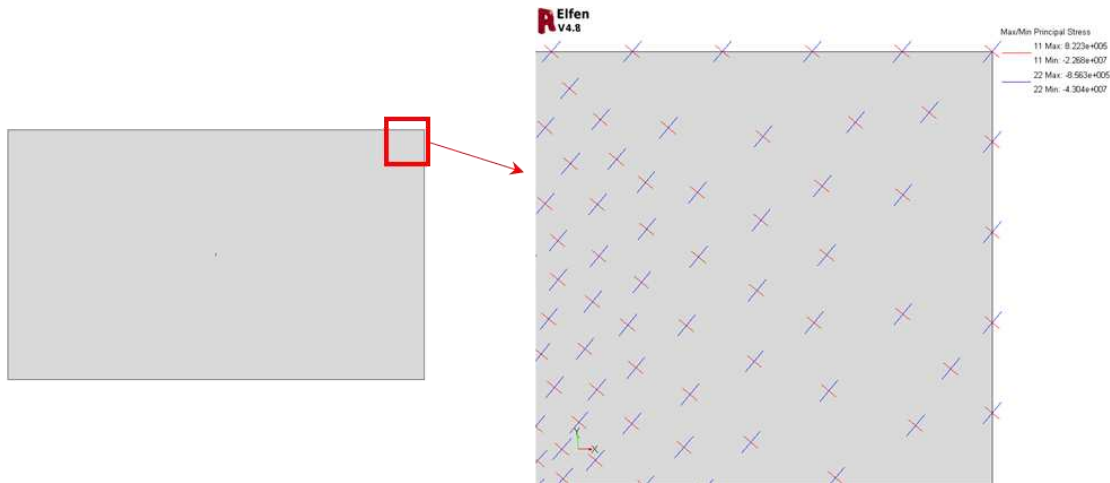 Elfen
V4.8
Max/Min Principal Stress
11 Max: 8.223e+005
11 Min: -2.268e+007
22 Max: -8.563e+005
22 Min: -4.304e+007
Y
X